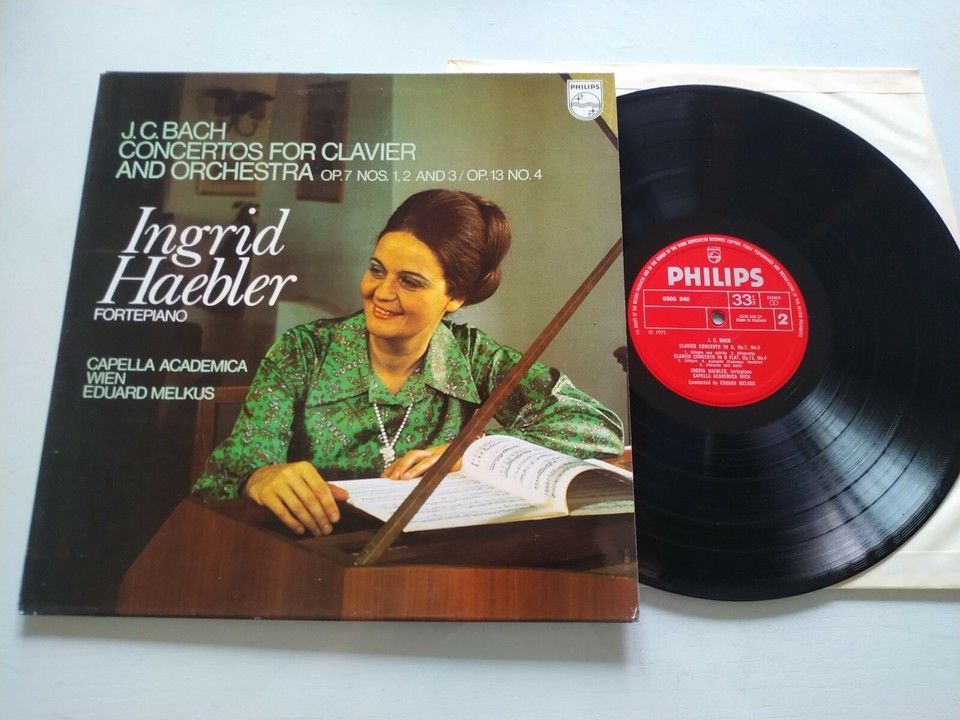 PHILIPS
J.C. BACH
CONCERTOS FOR CLAVIER
AND ORCHESTRA OP.7 NOS. 1, 2 AND 3 / OP.13 NO. 4
Ingrid
Haebler
FORTEPIANO
CAPELLA ACADEMICA
WIEN
EDUARD MELKUS
PHILIPS
6500 846
33⅓
STEREO
2
Made in England
℗ 1975
J. C. BACH
INGRID HAEBLER, fortepiano
CAPELLA ACADEMICA WIEN
Conducted by EDUARD MELKUS